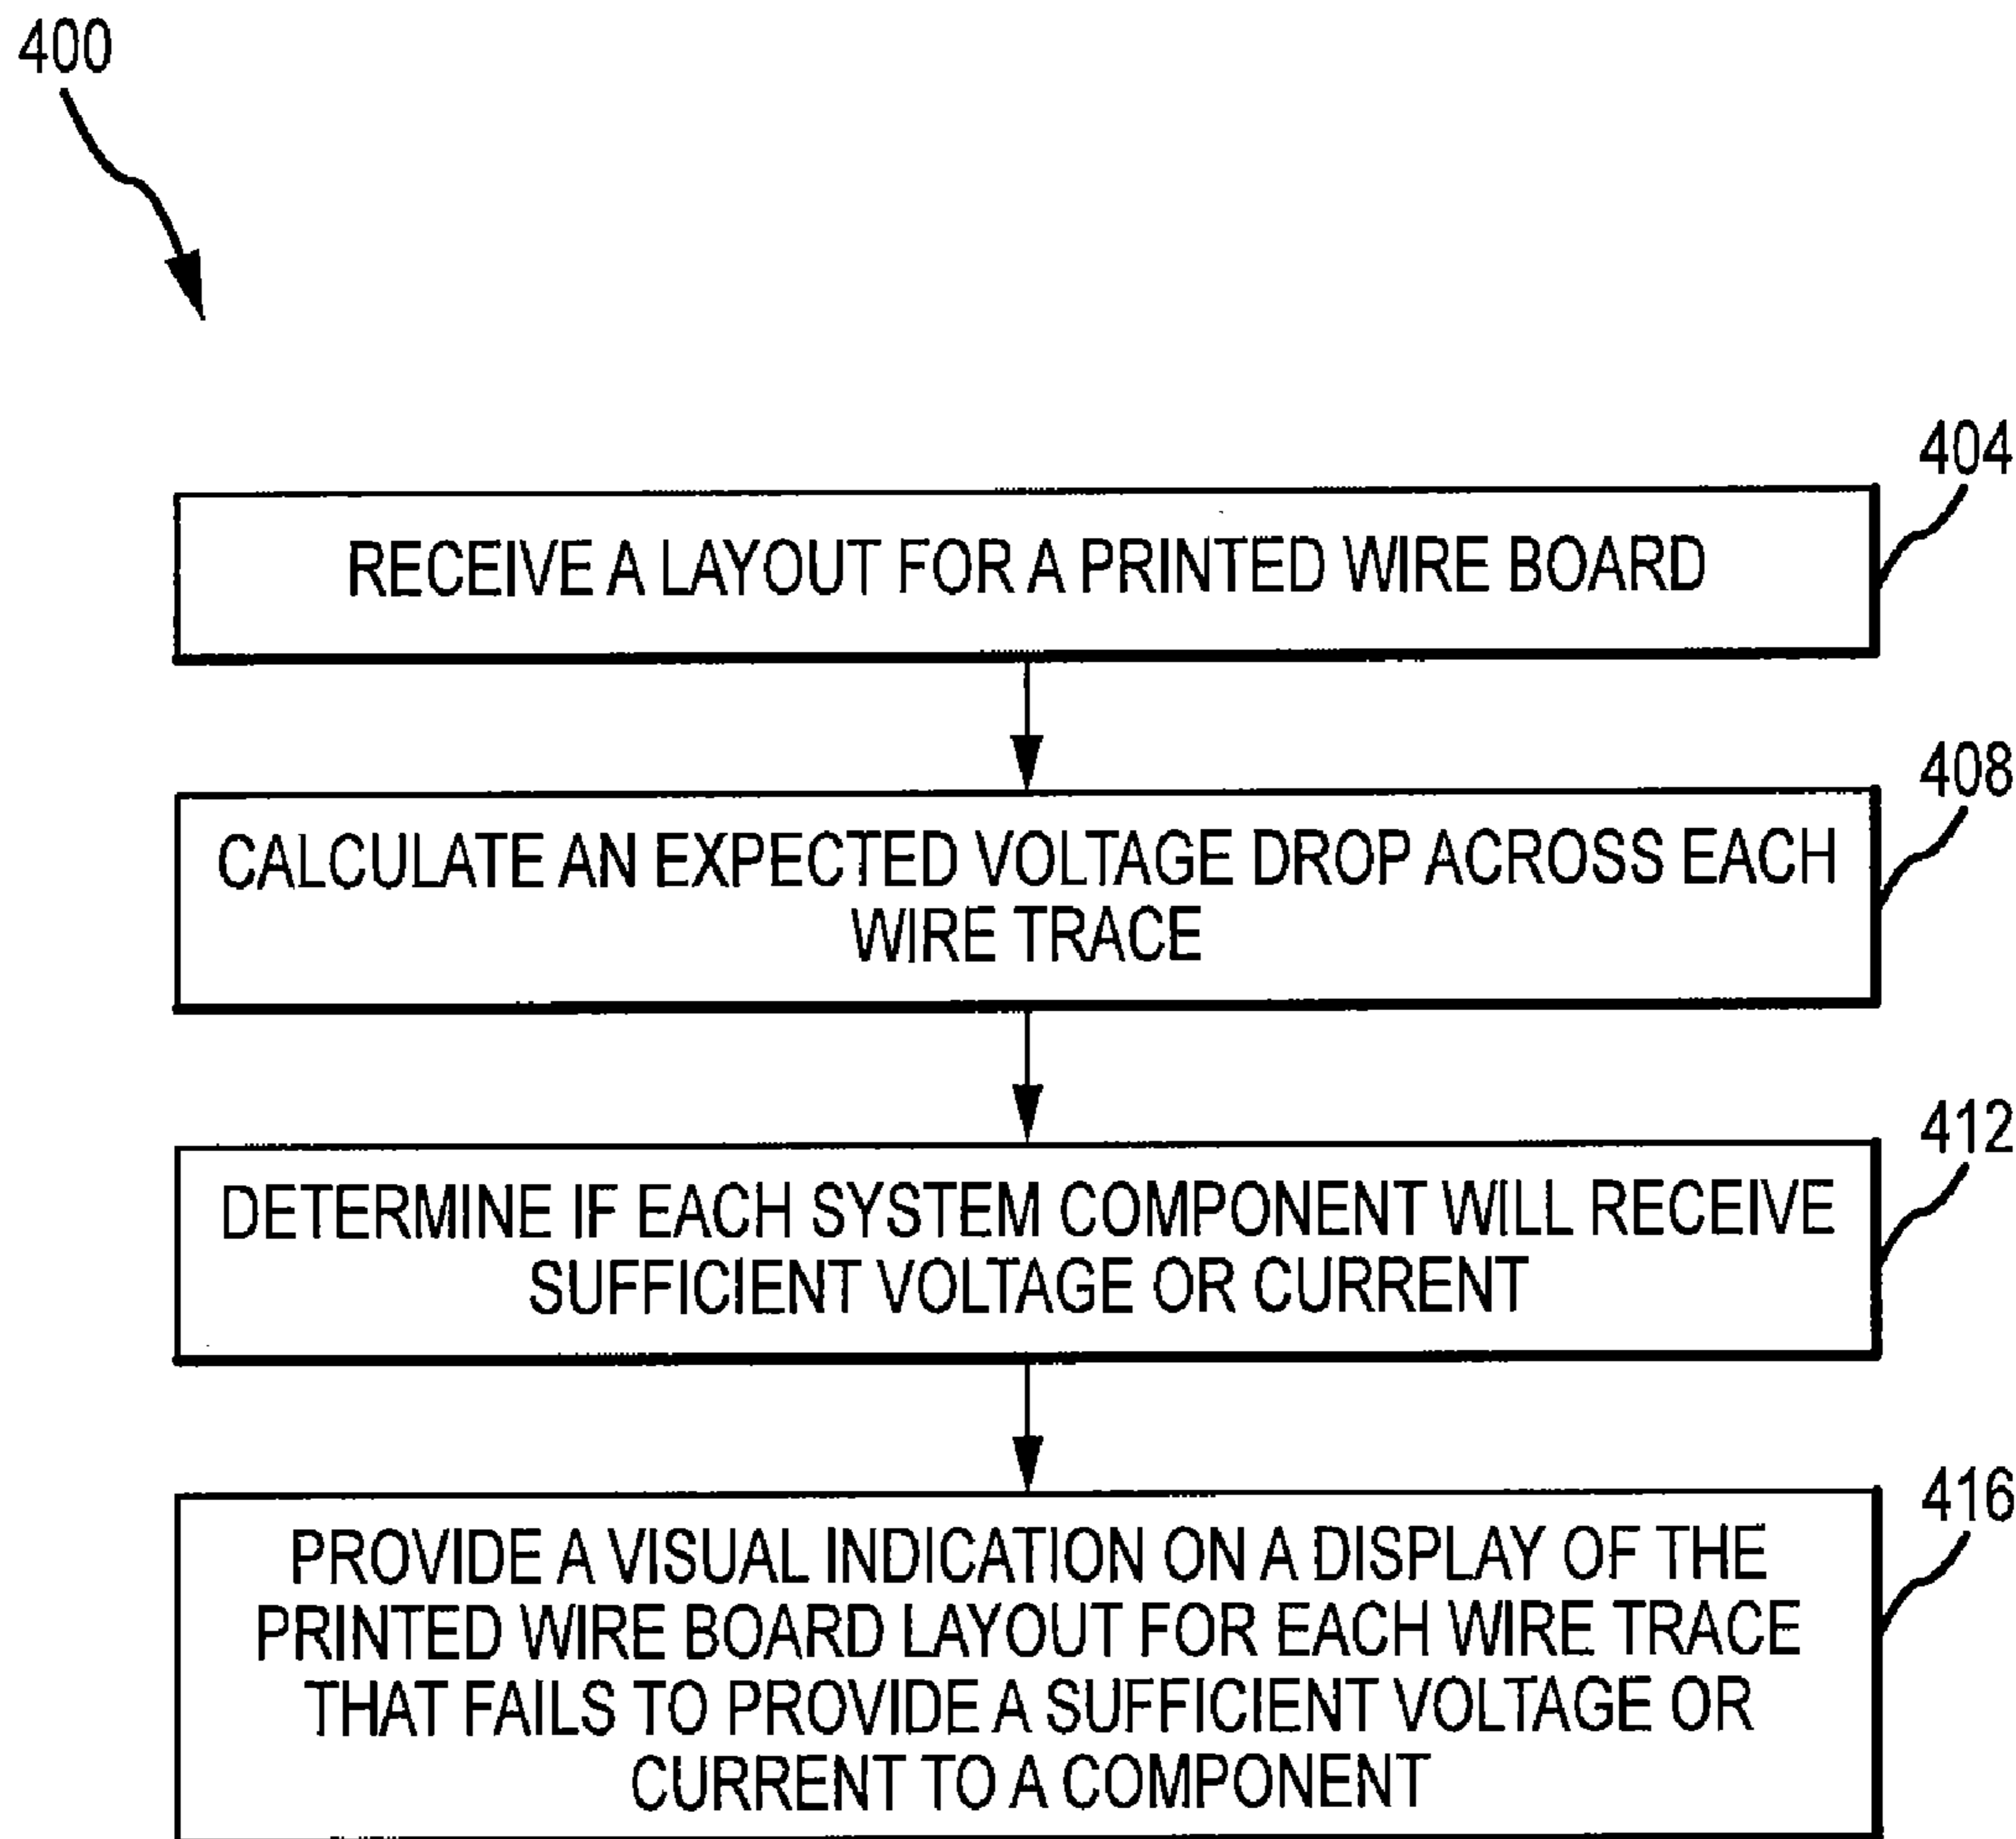 400
404
RECEIVE A LAYOUT FOR A PRINTED WIRE BOARD
408
CALCULATE AN EXPECTED VOLTAGE DROP ACROSS EACH
WIRE TRACE
412
DETERMINE IF EACH SYSTEM COMPONENT WILL RECEIVE
SUFFICIENT VOLTAGE OR CURRENT
416
PROVIDE A VISUAL INDICATION ON A DISPLAY OF THE
PRINTED WIRE BOARD LAYOUT FOR EACH WIRE TRACE
THAT FAILS TO PROVIDE A SUFFICIENT VOLTAGE OR
CURRENT TO A COMPONENT